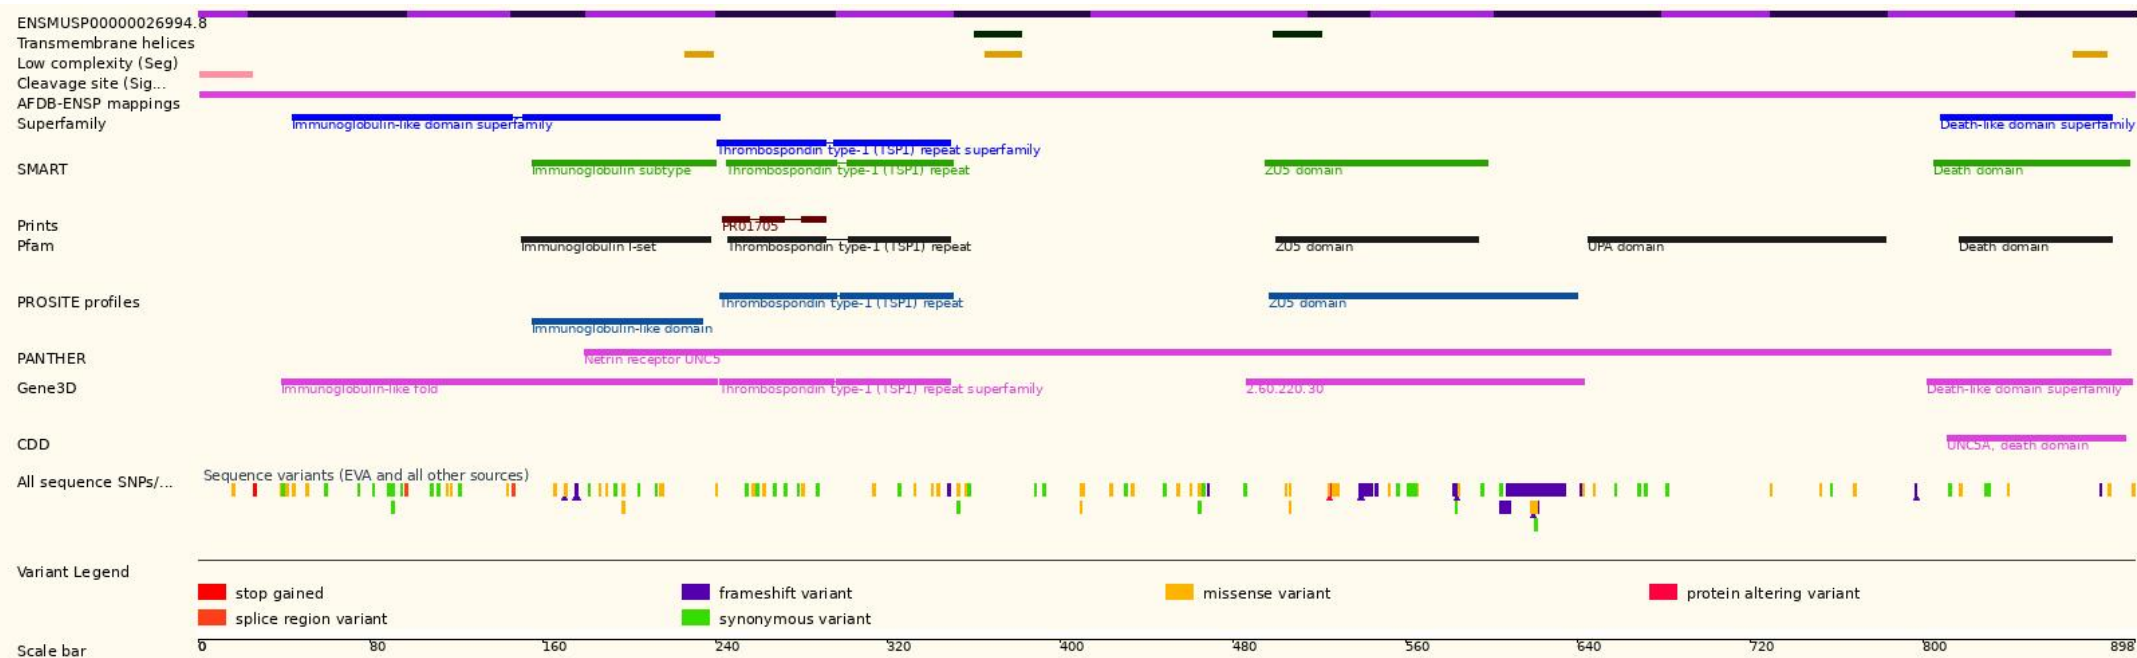 ENSMUSP00000026994.8
Transmembrane helices
Low complexity (Seg)
Cleavage site (Sig...
AFDB-ENSP mappings
Superfamily
Immunoglobulin-like domain superfamily
Death-like domain superfamily
Thrombospondin type-1 (TSP1) repeat superfamily
SMART
Immunoglobulin subtype
Thrombospondin type-1 (TSP1) repeat
ZU5 domain
Death domain
Prints
PR01705
Pfam
Immunoglobulin I-set
Thrombospondin type-1 (TSP1) repeat
ZU5 domain
UPA domain
Death domain
PROSITE profiles
Thrombospondin type-1 (TSP1) repeat
ZU5 domain
Immunoglobulin-like domain
PANTHER
Netrin receptor UNC5
Gene3D
Immunoglobulin-like fold
Thrombospondin type-1 (TSP1) repeat superfamily
2.60.220.30
Death-like domain superfamily
CDD
UNC5A, death domain
All sequence SNPs/...
Sequence variants (EVA and all other sources)
Variant Legend
stop gained
frameshift variant
missense variant
protein altering variant
splice region variant
synonymous variant
Scale bar
0 80 160 240 320 400 480 560 640 720 800 898